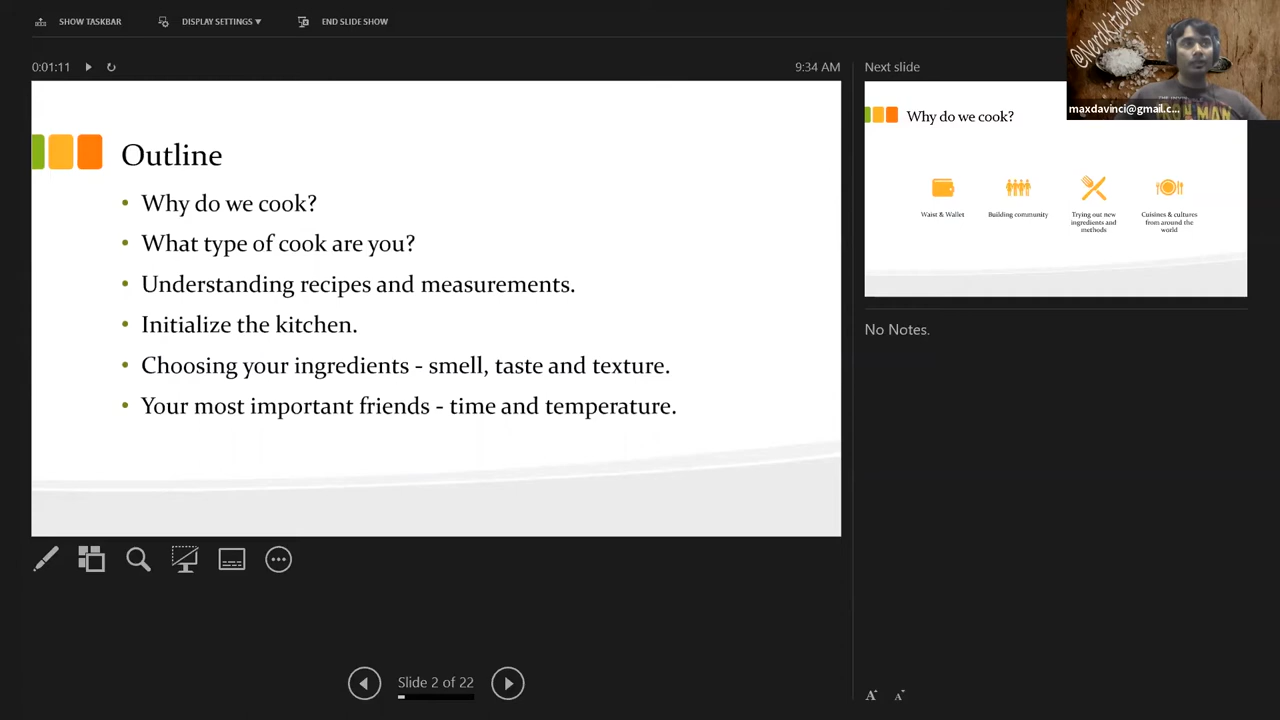 SHOW TASKBAR
DISPLAY SETTINGS ▼
END SLIDE SHOW
0:01:11
9:34 AM
Outline
• Why do we cook?
• What type of cook are you?
• Understanding recipes and measurements.
• Initialize the kitchen.
• Choosing your ingredients - smell, taste and texture.
• Your most important friends - time and temperature.
Slide 2 of 22
Next slide
Why do we cook?
Waist & Wallet
Building community
Trying out new
ingredients and
methods
Cuisines & cultures
from around the
world
No Notes.
A
A
@NerdKitchen
maxdavinci@gmail.c...